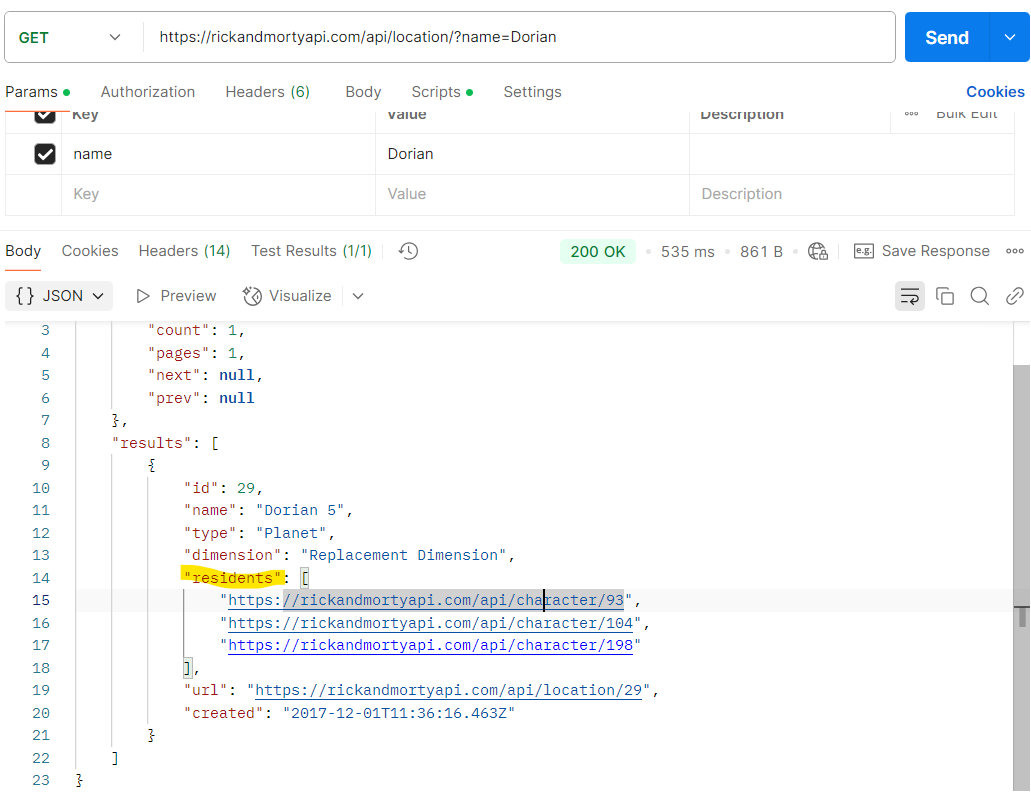 GET https://rickandmortyapi.com/api/location/?name=Dorian Send
Params Authorization Headers (6) Body Scripts Settings Cookies
Key Value Description Bulk Edit
name Dorian
Key Value Description
Body Cookies Headers (14) Test Results (1/1) 200 OK 535 ms 861 B e.g. Save Response
{} JSON Preview Visualize
3 "count": 1,
4 "pages": 1,
5 "next": null,
6 "prev": null
7 },
8 "results": [
9 {
10 "id": 29,
11 "name": "Dorian 5",
12 "type": "Planet",
13 "dimension": "Replacement Dimension",
14 "residents": [
15 "https://rickandmortyapi.com/api/character/93",
16 "https://rickandmortyapi.com/api/character/104",
17 "https://rickandmortyapi.com/api/character/198"
18 ],
19 "url": "https://rickandmortyapi.com/api/location/29",
20 "created": "2017-12-01T11:36:16.463Z"
21 }
22 ]
23 }